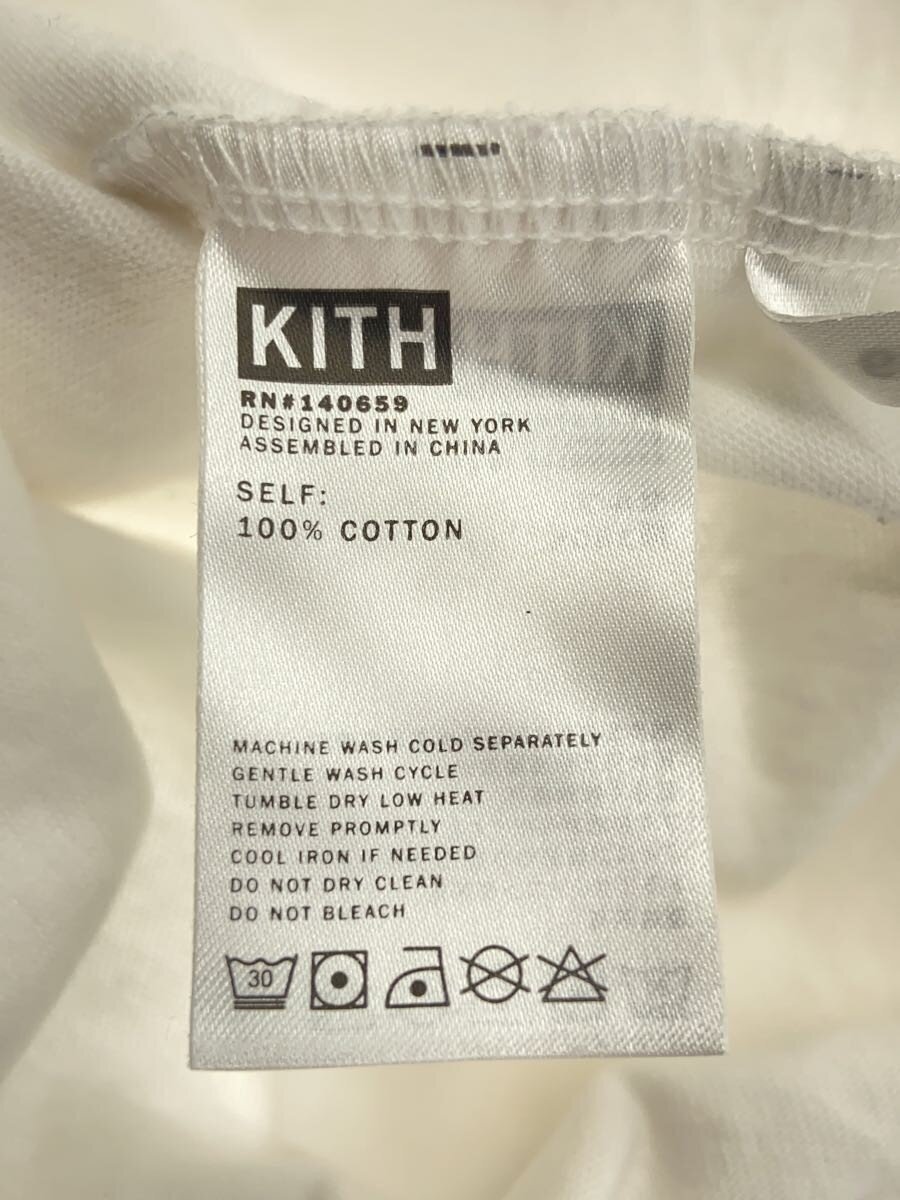 KITH
RN#140659
DESIGNED IN NEW YORK
ASSEMBLED IN CHINA
SELF:
100% COTTON
MACHINE WASH COLD SEPARATELY
GENTLE WASH CYCLE
TUMBLE DRY LOW HEAT
REMOVE PROMPTLY
COOL IRON IF NEEDED
DO NOT DRY CLEAN
DO NOT BLEACH
30